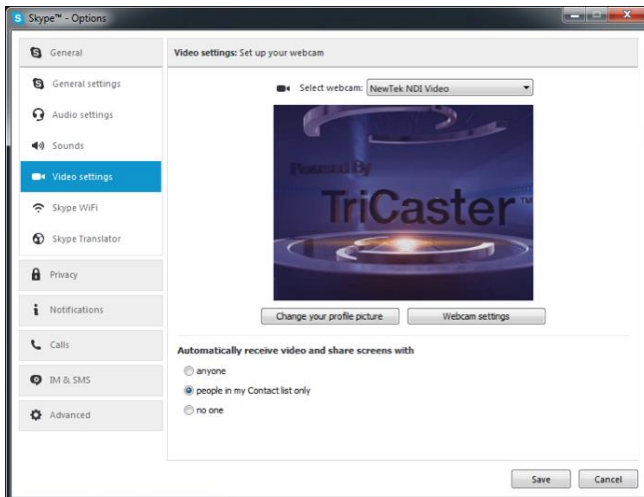 Skype™ - Options
General
General settings
Audio settings
Sounds
Video settings
Skype WiFi
Skype Translator
Privacy
Notifications
Calls
IM & SMS
Advanced
Video settings: Set up your webcam
Select webcam: NewTek NDI Video
Powered By
TriCaster™
Change your profile picture
Webcam settings
Automatically receive video and share screens with
anyone
people in my Contact list only
no one
Save
Cancel